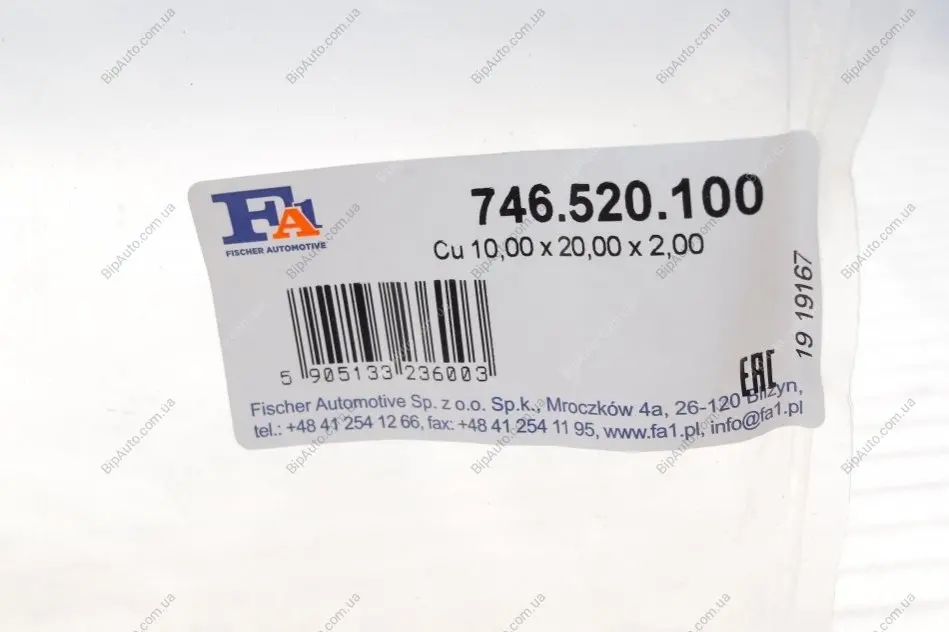 FA1
FISCHER AUTOMOTIVE
746.520.100
Cu 10,00 x 20,00 x 2,00
5 905133 236003
19 19167
EAC
Fischer Automotive Sp. z o.o. Sp.k., Mroczków 4a, 26-120 Bliżyn,
tel.: +48 41 254 12 66, fax: +48 41 254 11 95, www.fa1.pl, info@fa1.pl
BipAuto.com.ua